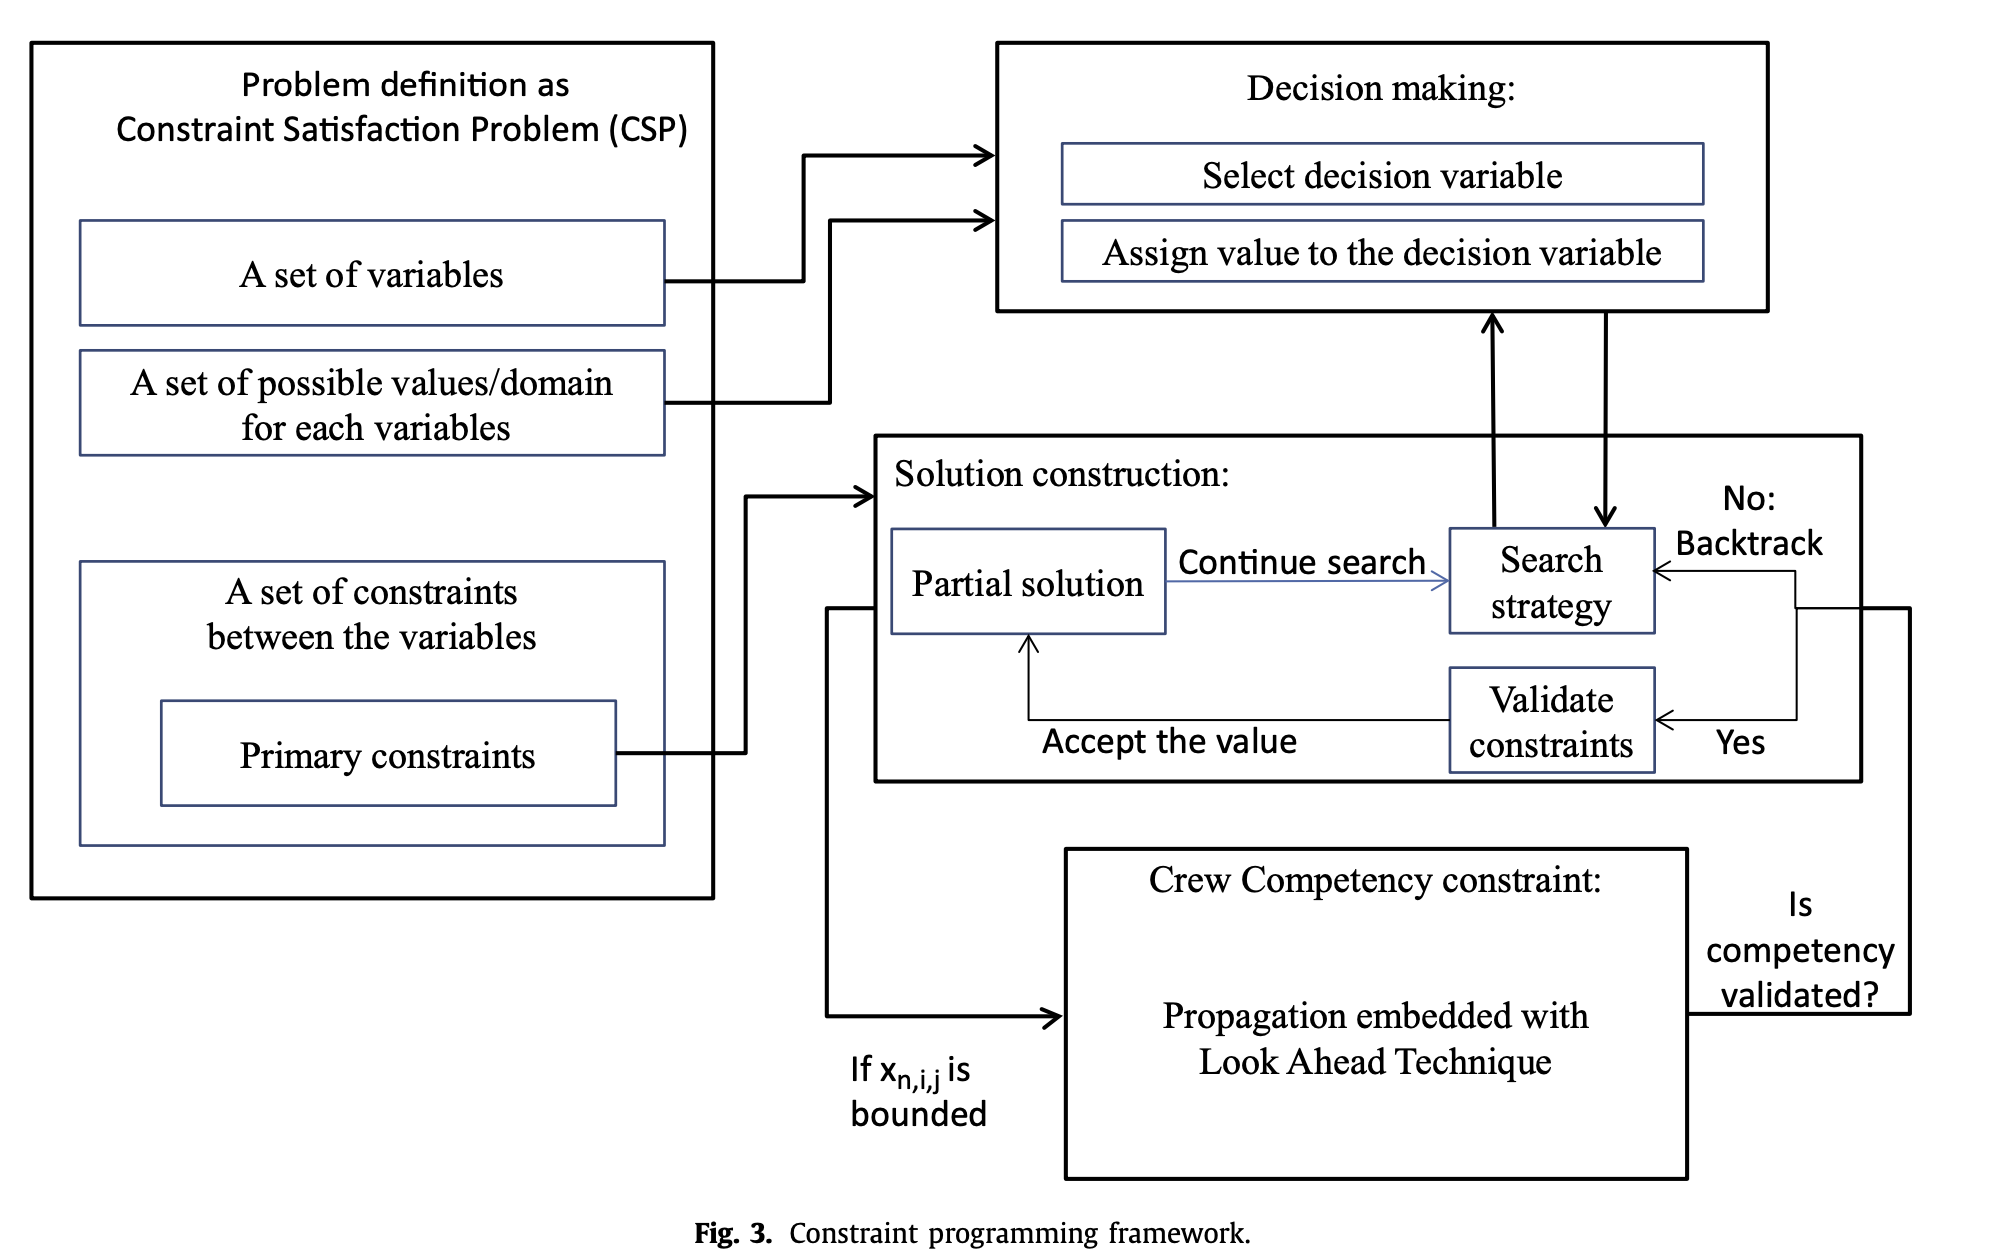 Problem definition as
Constraint Satisfaction Problem (CSP)
A set of variables
A set of possible values/domain
for each variables
A set of constraints
between the variables
Primary constraints
Decision making:
Select decision variable
Assign value to the decision variable
Solution construction:
Partial solution
Continue search
Search
strategy
No:
Backtrack
Validate
constraints
Yes
Accept the value
Crew Competency constraint:
Propagation embedded with
Look Ahead Technique
Is
competency
validated?
If xn,i,j is
bounded
Fig. 3. Constraint programming framework.